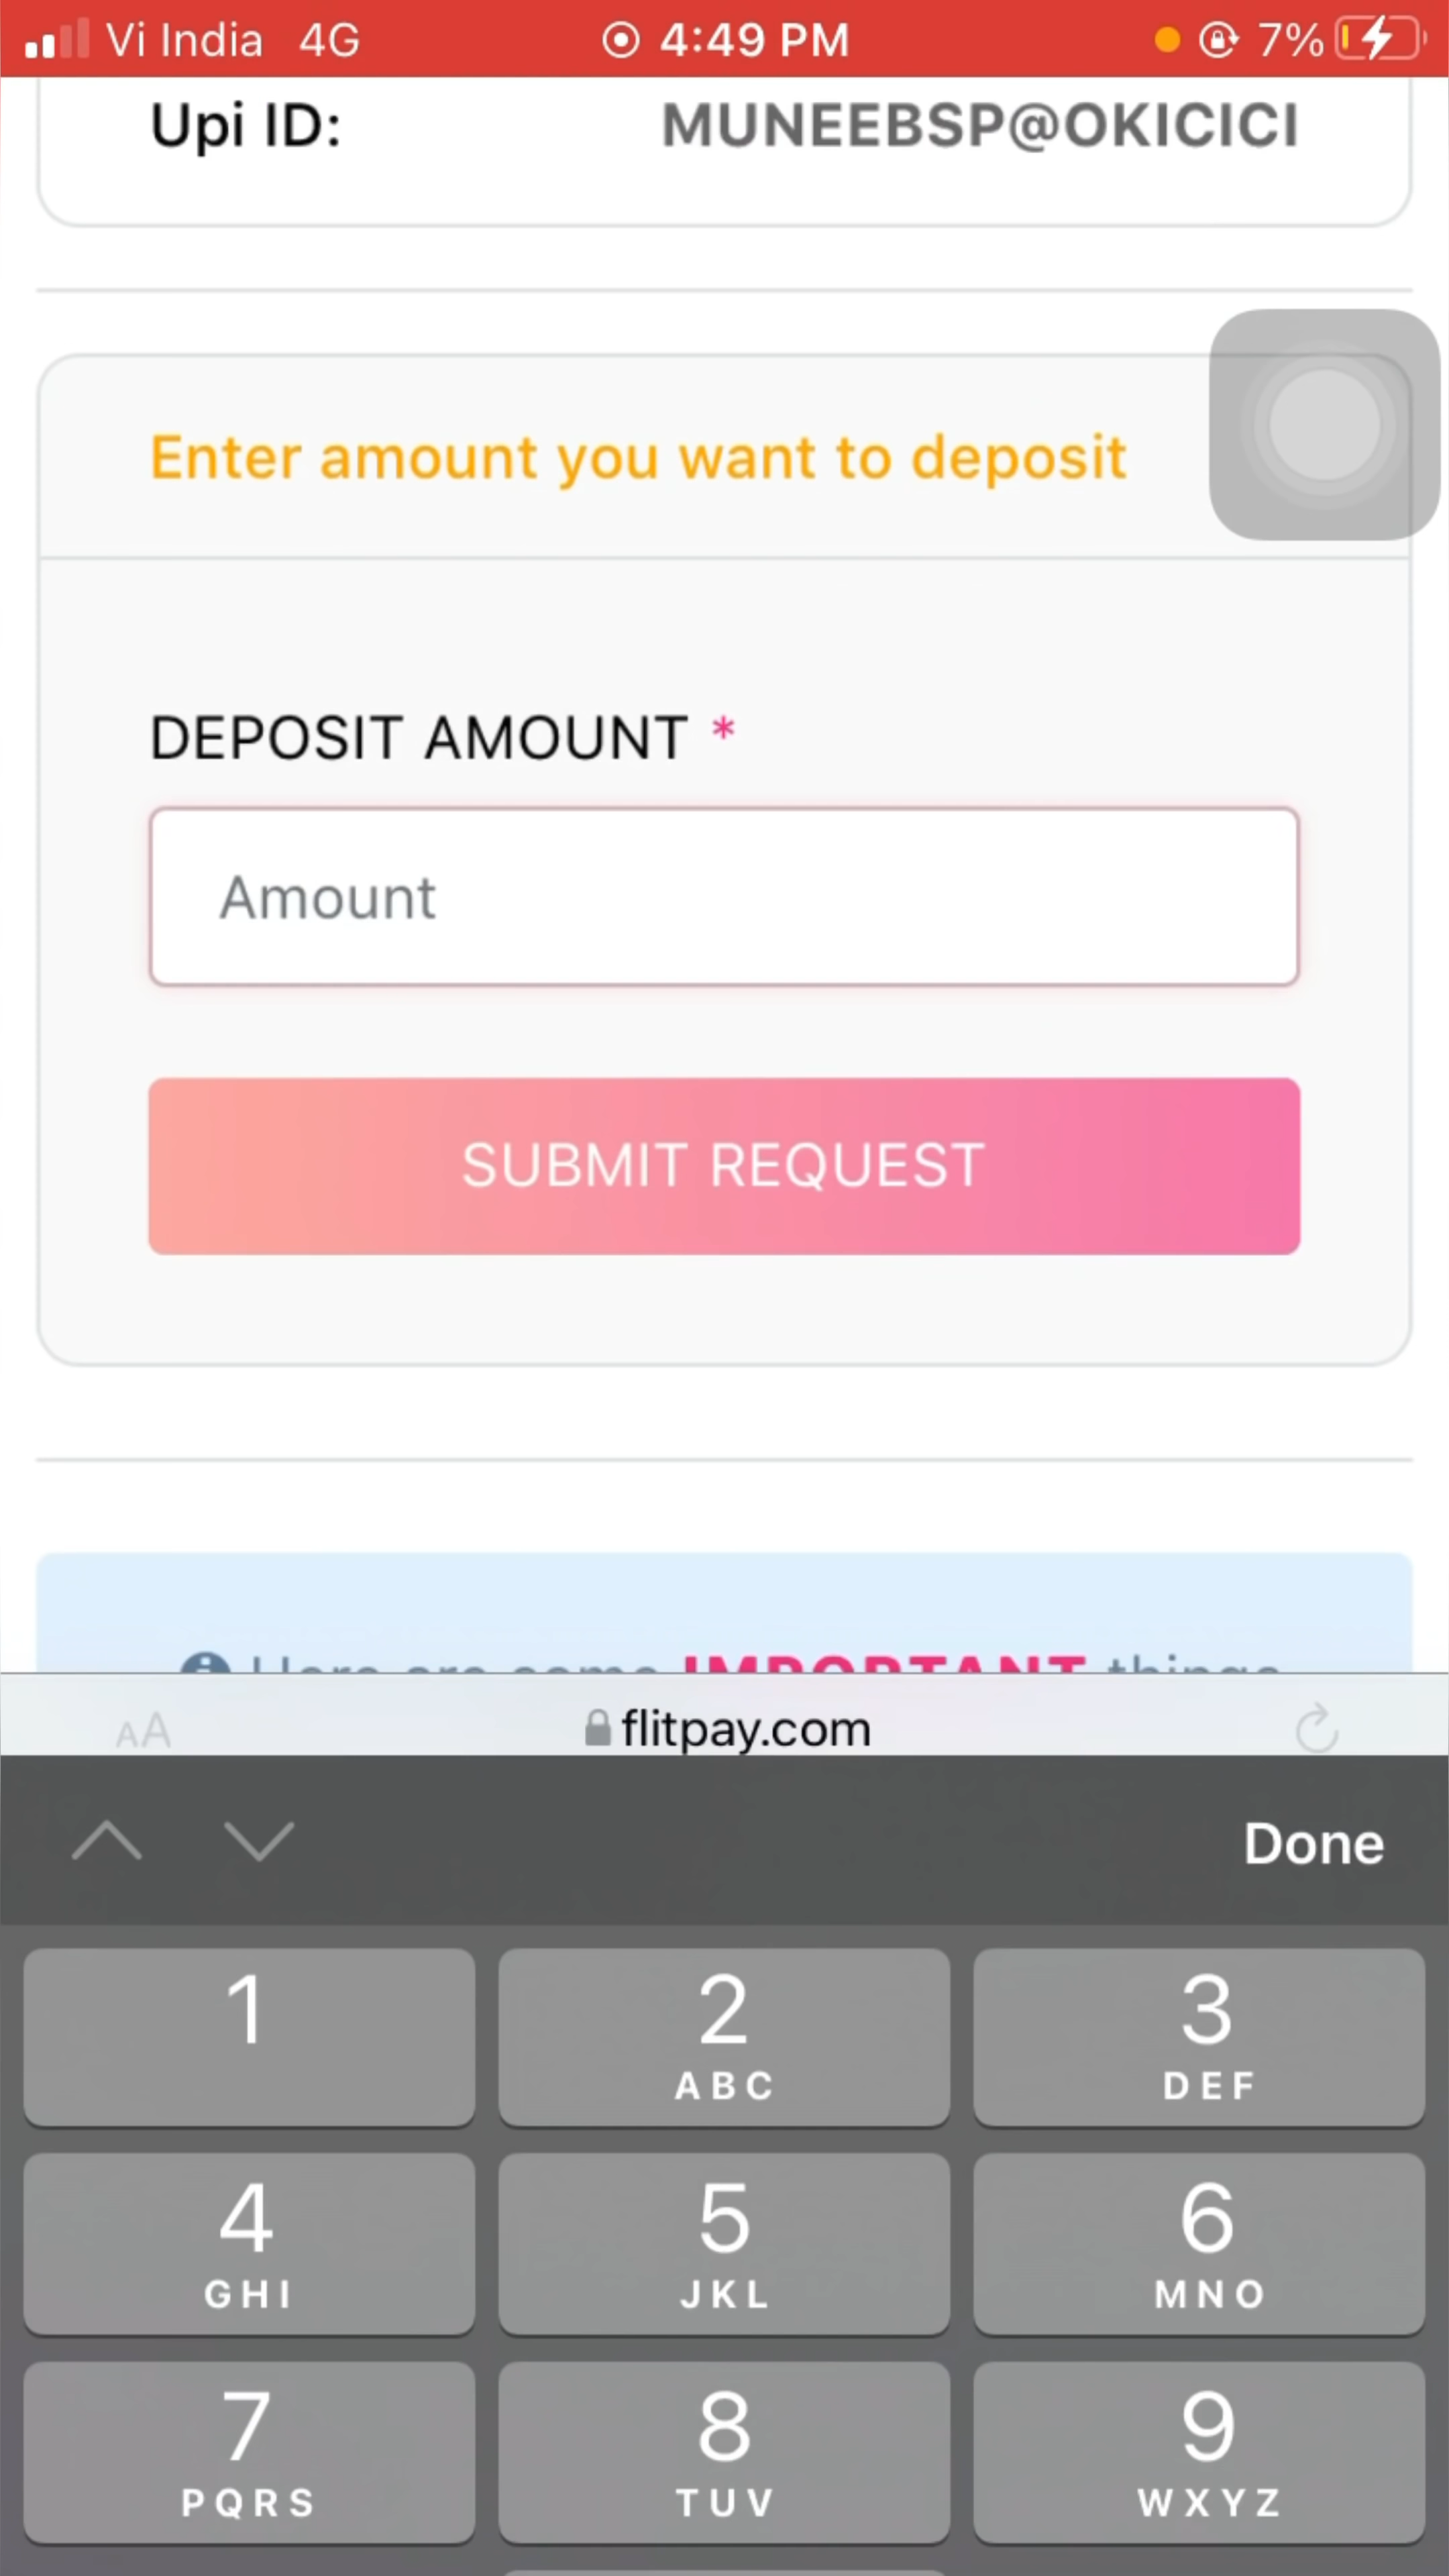 Vi India 4G 4:49 PM 7%
Upi ID: MUNEEBSP@OKICICI
Enter amount you want to deposit
DEPOSIT AMOUNT *
Amount
SUBMIT REQUEST
Here are some IMPORTANT things
AA flitpay.com
Done
1 2 3
ABC DEF
4 5 6
GHI JKL MNO
7 8 9
PQRS TUV WXYZ